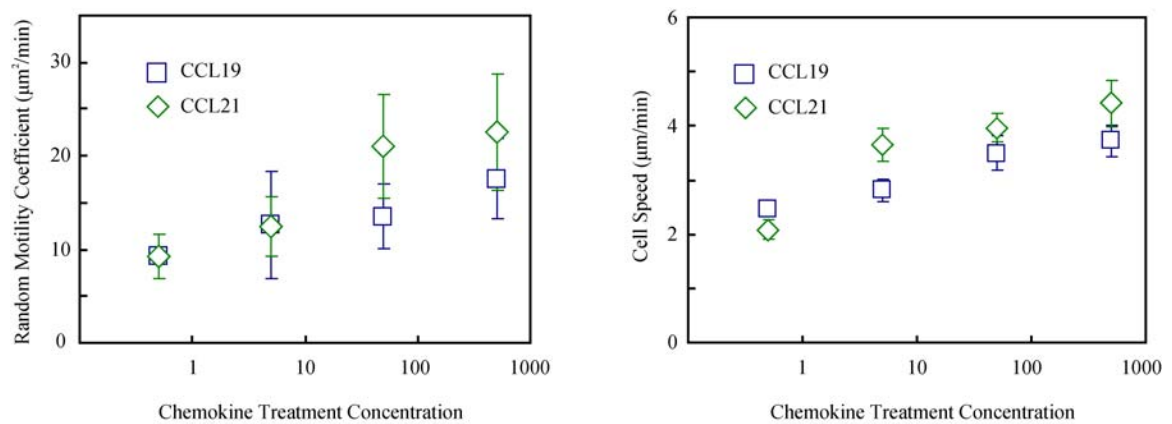 Random Motility Coefficient (µm²/min)
30
20
10
0
CCL19
CCL21
1
10
100
1000
Chemokine Treatment Concentration
Cell Speed (µm/min)
6
4
2
0
CCL19
CCL21
1
10
100
1000
Chemokine Treatment Concentration